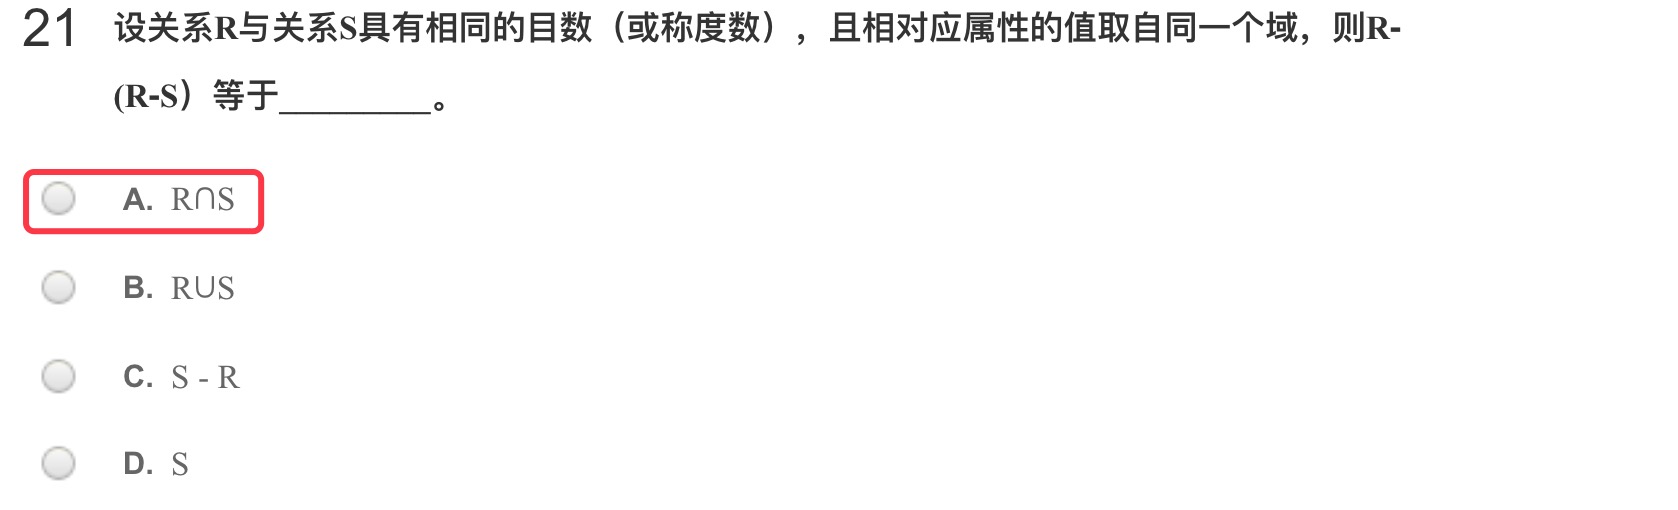 21 设关系R与关系S具有相同的目数（或称度数），且相对应属性的值取自同一个域，则R-
(R-S）等于_________。
A. R∩S
B. R∪S
C. S - R
D. S